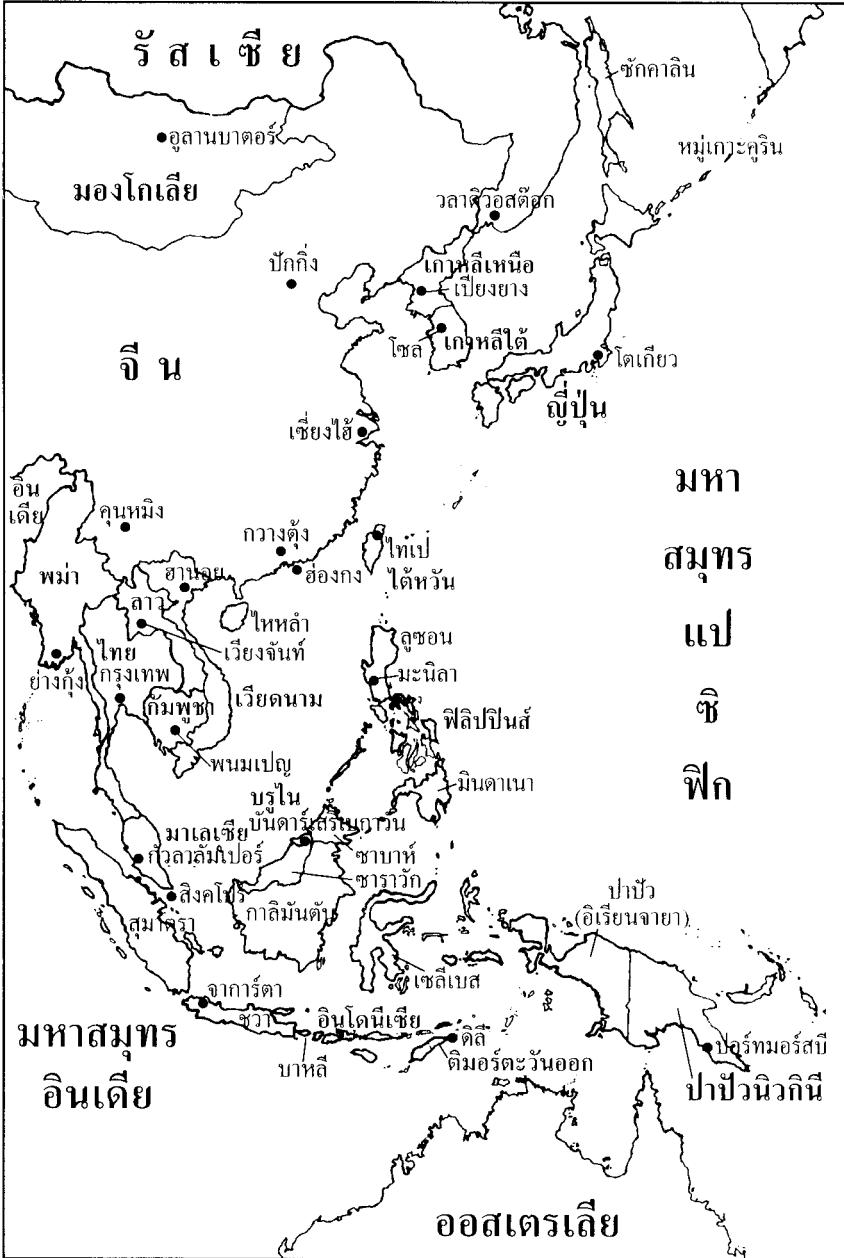 รัสเซีย
ซักคาลิน
อูลานบาตอร์
หมู่เกาะคูริน
มองโกเลีย
วลาดิวอสต๊อก
ปักกิ่ง
เกาหลีเหนือ
เปียงยาง
โซล
เกาหลีใต้
จีน
โตเกียว
ญี่ปุ่น
เซี่ยงไฮ้
อิน
เดีย
คุนหมิง
กวางตุ้ง
ไทเป
ไต้หวัน
ฮ่องกง
พม่า
ฮานอย
ลาว
ไหหลำ
เวียงจันท์
ไทย
กรุงเทพ
ย่างกุ้ง
ลูซอน
มะนิลา
กัมพูชา
เวียดนาม
ฟิลิปปินส์
พนมเปญ
มินดาเนา
มหา
สมุทร
แป
ซิ
ฟิก
บรูไน
บันดาร์เสรีเบกาวัน
มาเลเซีย
กัวลาลัมเปอร์
ซาบาห์
ซาราวัก
สิงคโปร์
สุมาตรา
กาลิมันตัน
ปาปัว
(อิเรียนจายา)
เซลีเบส
จาการ์ตา
ชวา
อินโดนีเซีย
บาหลี
ดิลี
ติมอร์ตะวันออก
ปอร์ทมอร์สบี
ปาปัวนิวกินี
มหาสมุทร
อินเดีย
ออสเตรเลีย